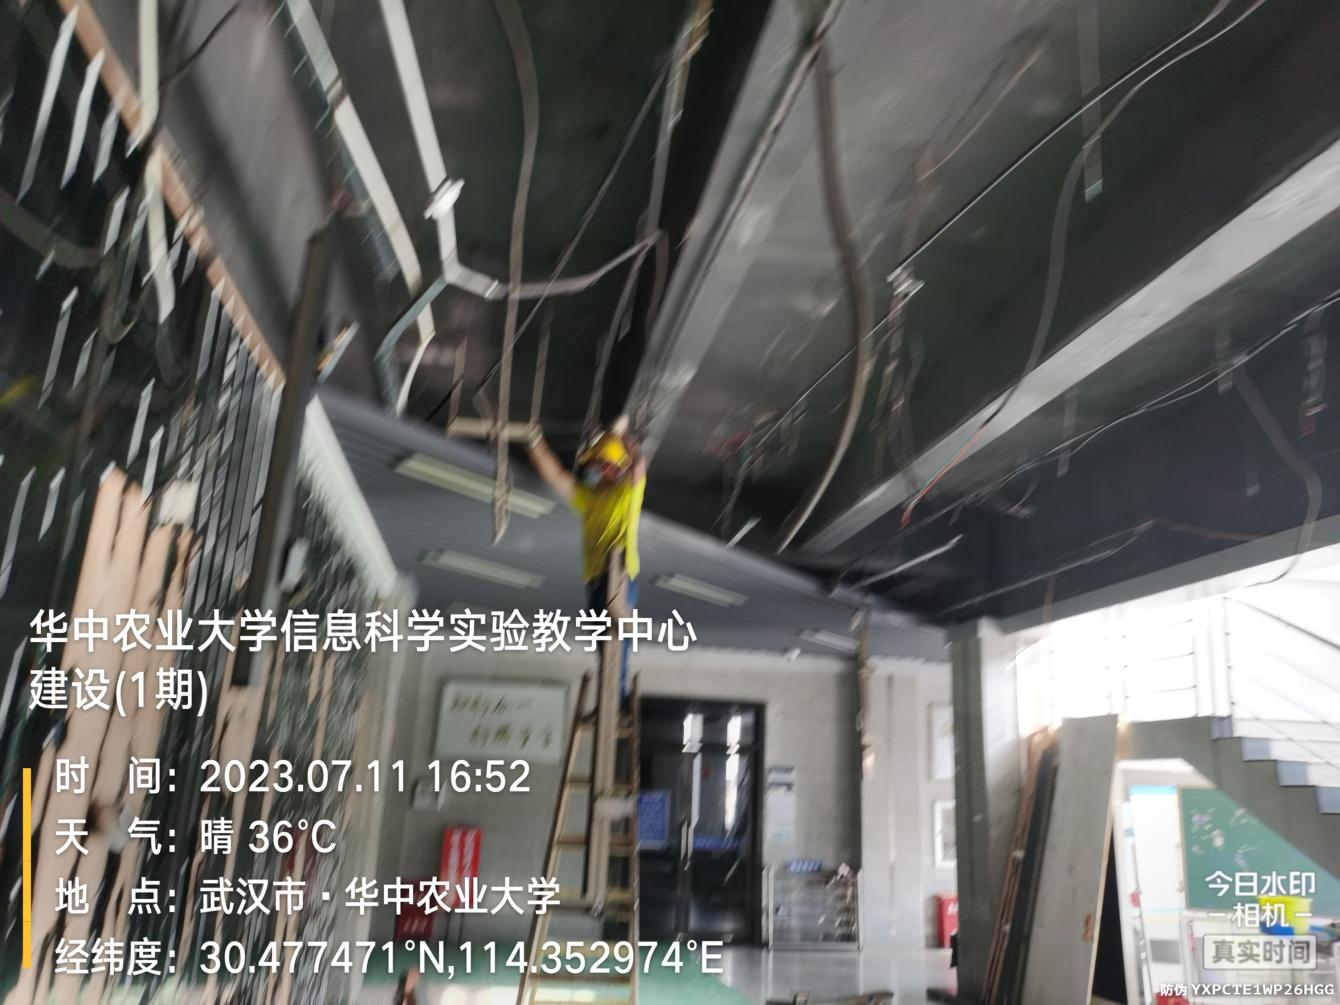 华中农业大学信息科学实验教学中心
建设(1期)
时 间：2023.07.11 16:52
天 气：晴 36℃
地 点：武汉市·华中农业大学
经纬度：30.477471°N,114.352974°E
今日水印
相机
真实时间
防伪 YXPCTE1WP26HGG